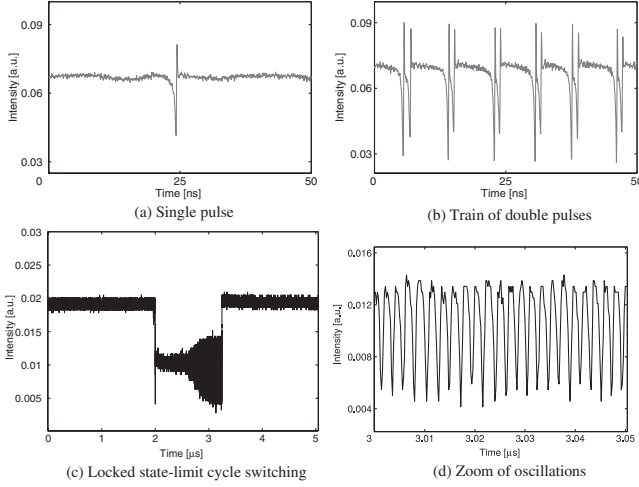 0.09
0.06
0.03
Intensity [a.u.]
0
25
50
Time [ns]
(a) Single pulse
0.09
0.06
0.03
Intensity [a.u.]
0
25
50
Time [ns]
(b) Train of double pulses
0.03
0.025
0.02
0.015
0.01
0.005
Intensity [a.u.]
0
1
2
3
4
5
Time [µs]
(c) Locked state-limit cycle switching
0.016
0.012
0.008
0.004
Intensity [a.u.]
3
3.01
3.02
3.03
3.04
3.05
Time [µs]
(d) Zoom of oscillations